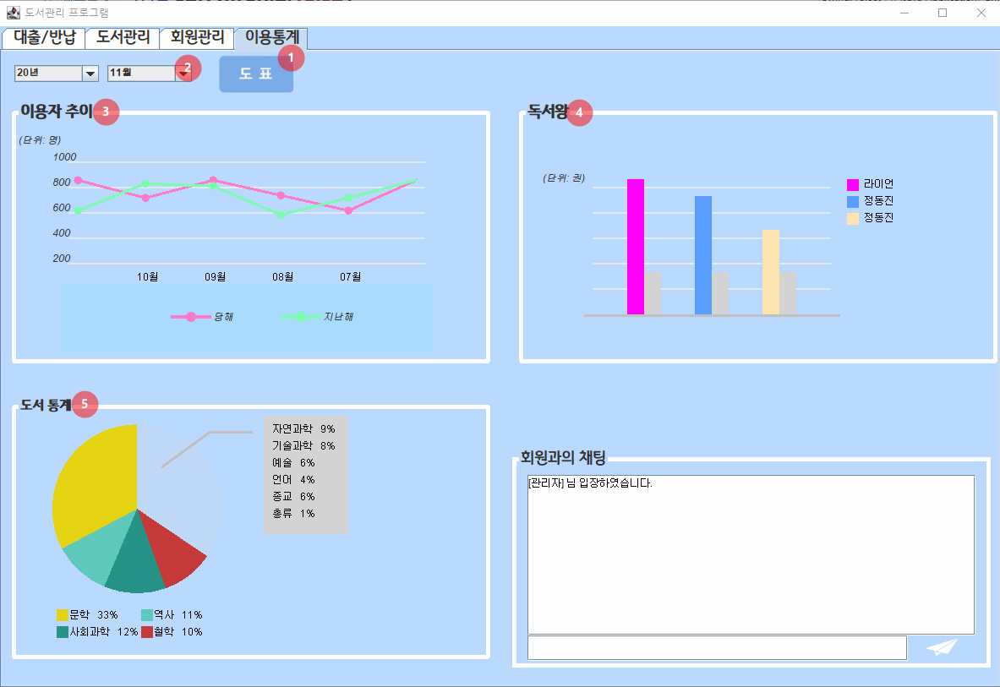 도서관리 프로그램
대출/반납 도서관리 회원관리 이용통계
20년 11월 2 도 표 1
이용자 추이 3
(단위: 명)
1000
800
600
400
200
10월 09월 08월 07월
당해 지난해
독서왕 4
(단위: 권)
라이언
정동진
정동진
도서 통계 5
자연과학 9%
기술과학 8%
예술 6%
언어 4%
종교 6%
총류 1%
문학 33% 역사 11%
사회과학 12% 철학 10%
회원과의 채팅
[관리자] 님 입장하였습니다.